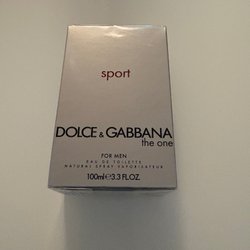 sport
DOLCE & GABBANA
the one
FOR MEN
EAU DE TOILETTE
NATURAL SPRAY VAPORISATEUR
100ml℮3.3 FL.OZ.